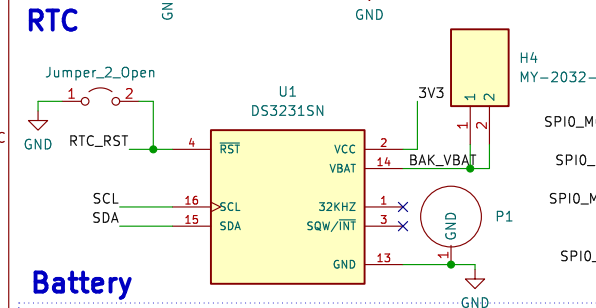 RTC
GND
GND
H4
MY-2032-
Jumper_2_Open
1
2
GND
U1
DS3231SN
3V3
1
2
1
2
SPI0_M
RTC_RST
4
RST
VCC
2
VBAT
14
BAK_VBAT
SPI0_
SCL
16
SCL
32KHZ
1
SPI0_M
SDA
15
SDA
SQW/INT
3
GND
P1
1
GND
13
SPI0_
Battery
GND